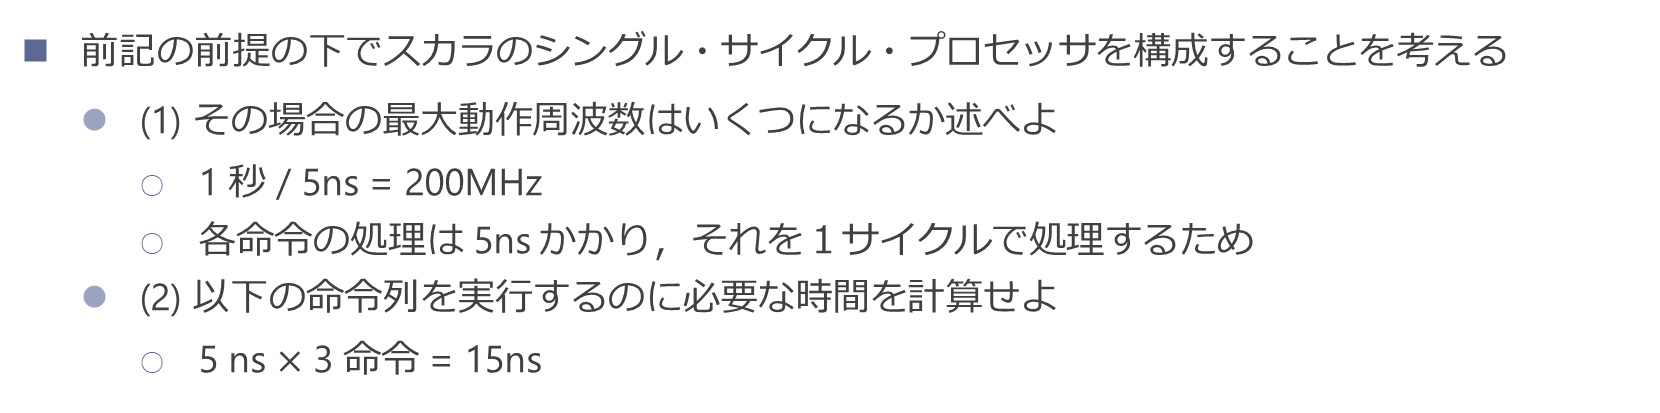 ■ 前記の前提の下でスカラのシングル・サイクル・プロセッサを構成することを考える
● (1) その場合の最大動作周波数はいくつになるか述べよ
○ 1 秒 / 5ns = 200MHz
○ 各命令の処理は 5ns かかり，それを１サイクルで処理するため
● (2) 以下の命令列を実行するのに必要な時間を計算せよ
○ 5 ns × 3 命令 = 15ns